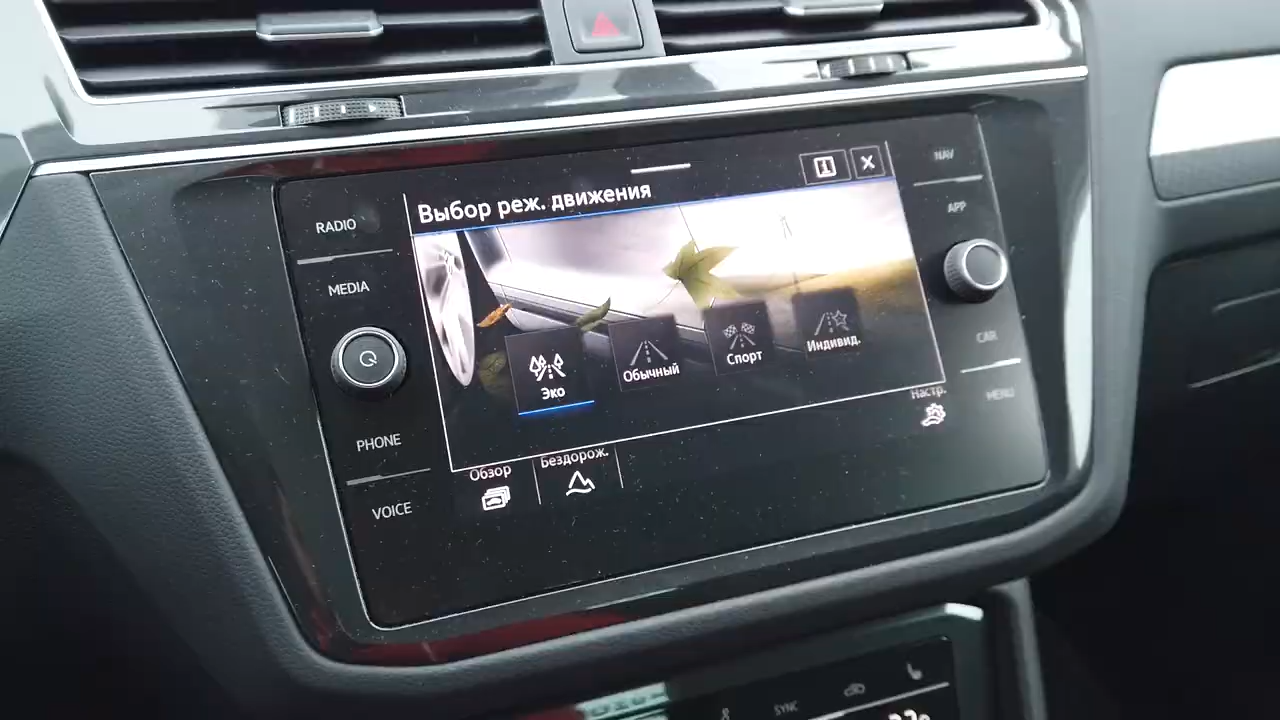 RADIO
MEDIA
PHONE
VOICE
Выбор реж. движения
Эко
Обычный
Спорт
Индивид.
Обзор
Бездорож.
Настр.
NAV
APP
CAR
MENU
SYNC